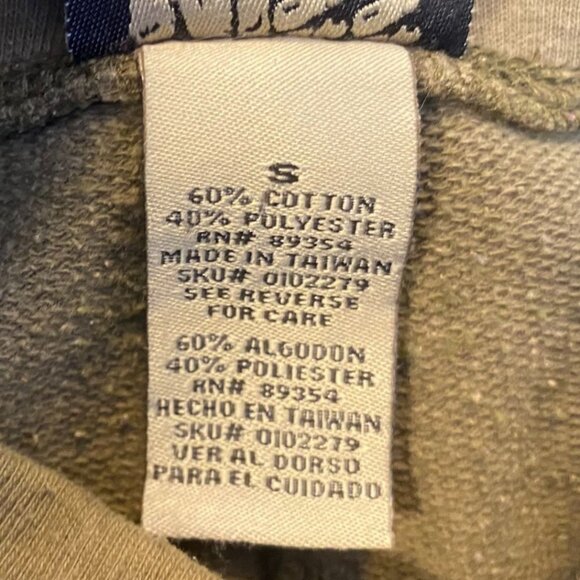 S
60% COTTON
40% POLYESTER
RN# 89354
MADE IN TAIWAN
SKU# 0102279
SEE REVERSE
FOR CARE
60% ALGODON
40% POLIESTER
RN# 89354
HECHO EN TAIWAN
SKU# 0102279
VER AL DORSO
PARA EL CUIDADO